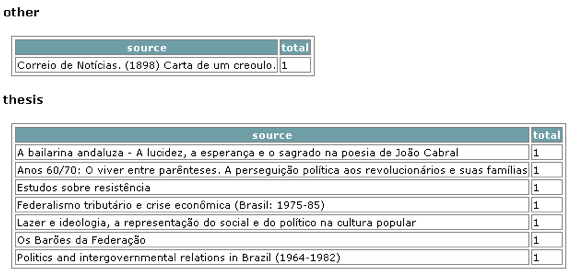 other
source total
Correio de Notícias. (1898) Carta de um creoulo. 1
thesis
source total
A bailarina andaluza - A lucidez, a esperança e o sagrado na poesia de João Cabral 1
Anos 60/70: O viver entre parênteses. A perseguição política aos revolucionários e suas famílias 1
Estudos sobre resistência 1
Federalismo tributário e crise econômica (Brasil: 1975-85) 1
Lazer e ideologia, a representação do social e do político na cultura popular 1
Os Barões da Federação 1
Politics and intergovernmental relations in Brazil (1964-1982) 1